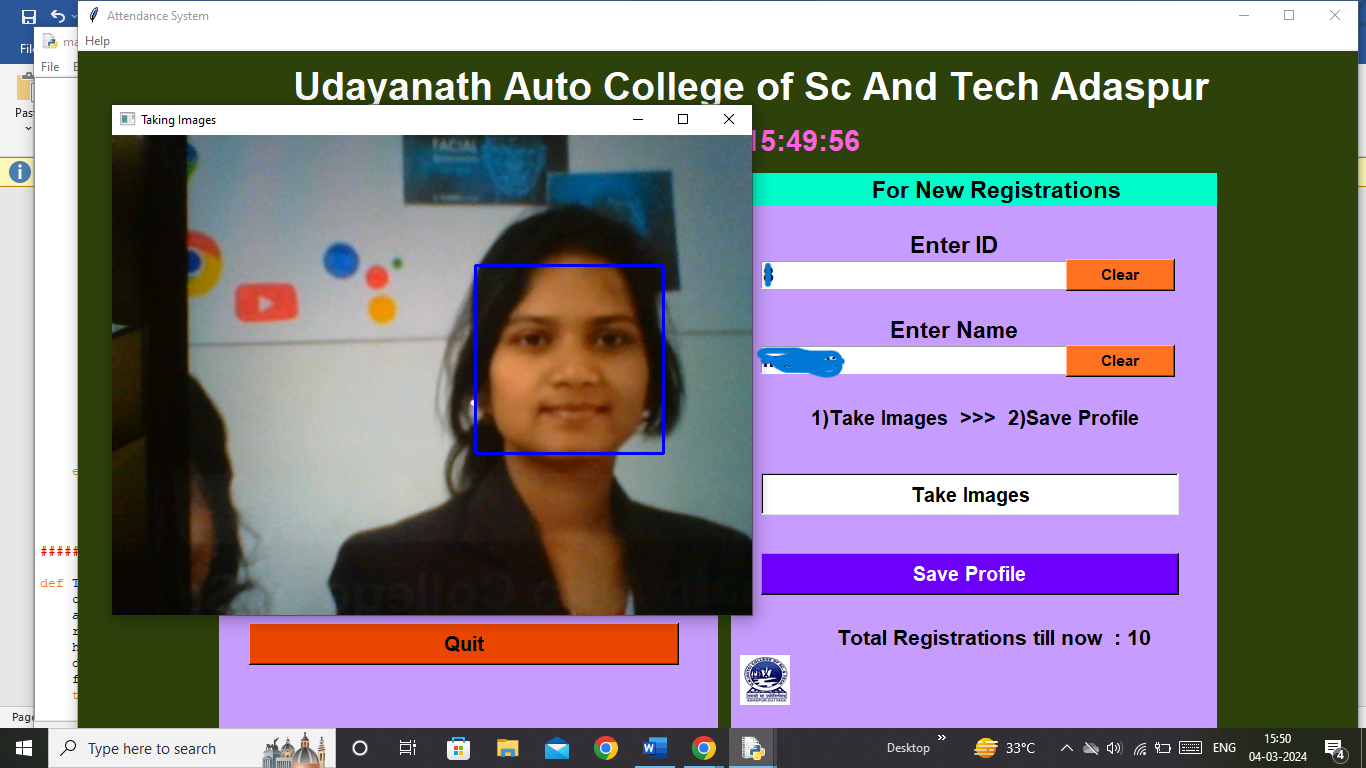 Attendance System
Help
File
Udayanath Auto College of Sc And Tech Adaspur
Taking Images
15:49:56
FACIAL
For New Registrations
Enter ID
Clear
Enter Name
Clear
1)Take Images >>> 2)Save Profile
Take Images
Save Profile
Total Registrations till now : 10
Quit
######
def T
Page
Type here to search
Desktop
33°C
ENG
15:50
04-03-2024
4